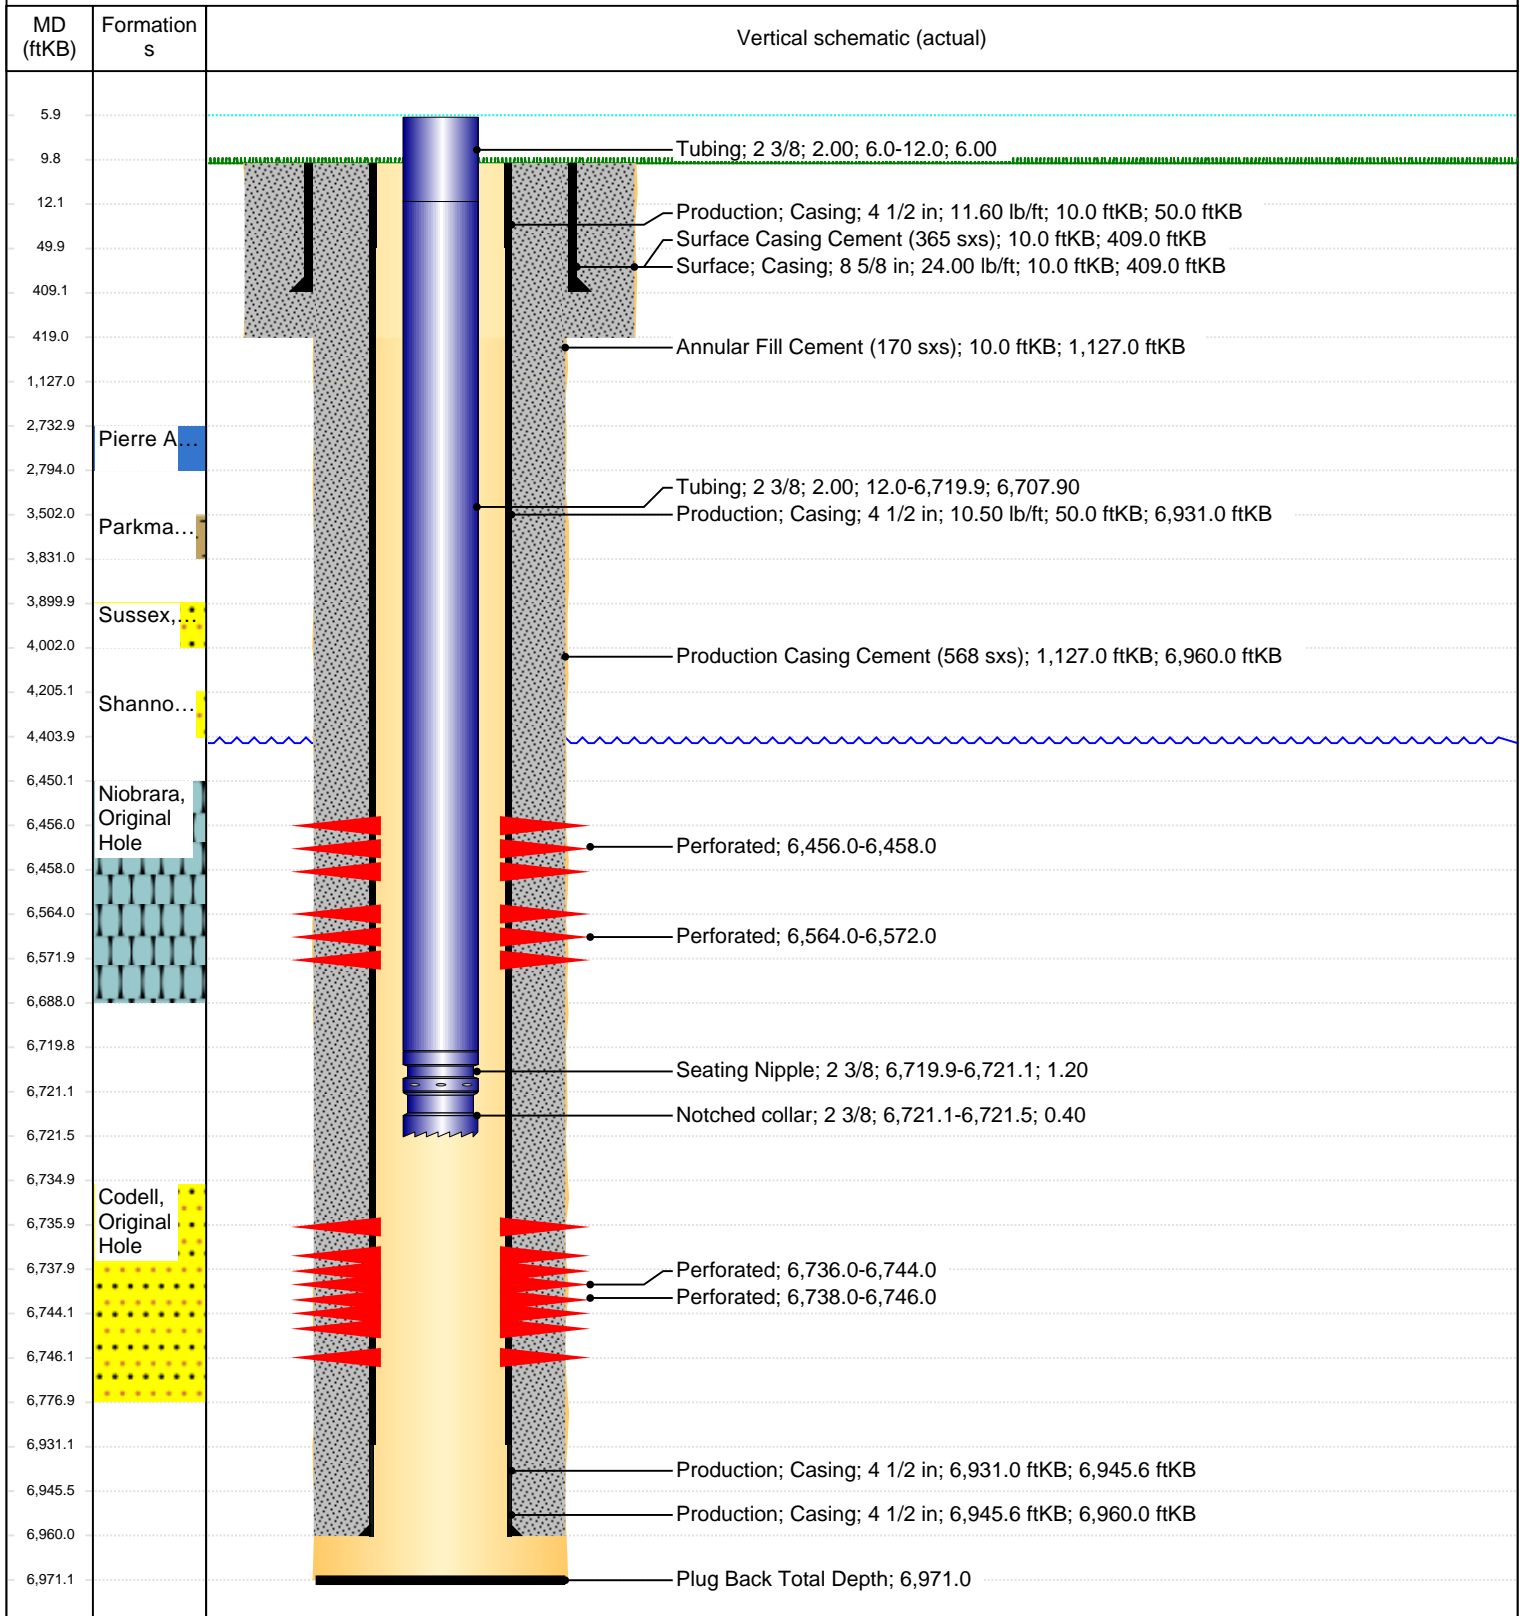 MD
(ftKB)
Formation
s
Vertical schematic (actual)
5.9
9.8
Tubing; 2 3/8; 2.00; 6.0-12.0; 6.00
12.1
Production; Casing; 4 1/2 in; 11.60 lb/ft; 10.0 ftKB; 50.0 ftKB
Surface Casing Cement (365 sxs); 10.0 ftKB; 409.0 ftKB
49.9
Surface; Casing; 8 5/8 in; 24.00 lb/ft; 10.0 ftKB; 409.0 ftKB
409.1
419.0
Annular Fill Cement (170 sxs); 10.0 ftKB; 1,127.0 ftKB
1,127.0
2,732.9
Pierre A...
2,794.0
Tubing; 2 3/8; 2.00; 12.0-6,719.9; 6,707.90
3,502.0
Production; Casing; 4 1/2 in; 10.50 lb/ft; 50.0 ftKB; 6,931.0 ftKB
Parkma...
3,831.0
3,899.9
Sussex,...
4,002.0
Production Casing Cement (568 sxs); 1,127.0 ftKB; 6,960.0 ftKB
4,205.1
Shanno...
4,403.9
6,450.1
Niobrara,
Original
Hole
6,456.0
Perforated; 6,456.0-6,458.0
6,458.0
6,564.0
Perforated; 6,564.0-6,572.0
6,571.9
6,688.0
6,719.8
Seating Nipple; 2 3/8; 6,719.9-6,721.1; 1.20
6,721.1
Notched collar; 2 3/8; 6,721.1-6,721.5; 0.40
6,721.5
6,734.9
Codell,
Original
Hole
6,735.9
6,737.9
Perforated; 6,736.0-6,744.0
Perforated; 6,738.0-6,746.0
6,744.1
6,746.1
6,776.9
6,931.1
Production; Casing; 4 1/2 in; 6,931.0 ftKB; 6,945.6 ftKB
6,945.5
Production; Casing; 4 1/2 in; 6,945.6 ftKB; 6,960.0 ftKB
6,960.0
6,971.1
Plug Back Total Depth; 6,971.0